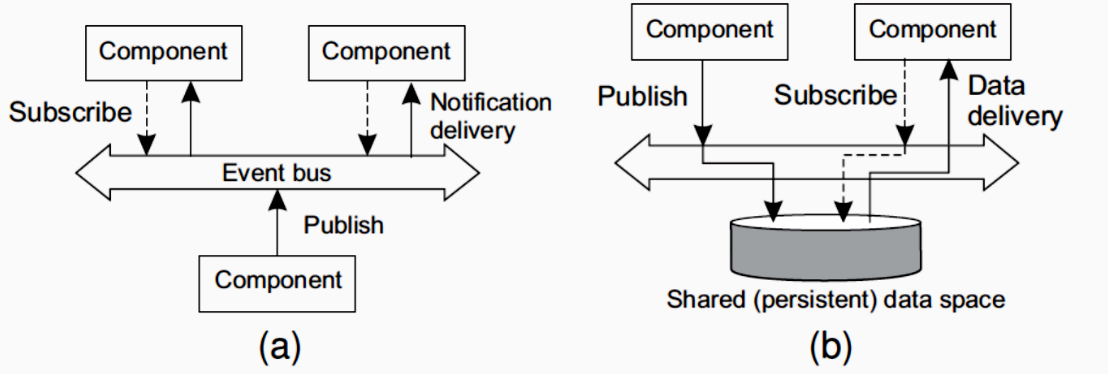 Component
Component
Subscribe
Notification
delivery
Event bus
Publish
Component
(a)
Component
Component
Publish
Subscribe
Data
delivery
Shared (persistent) data space
(b)